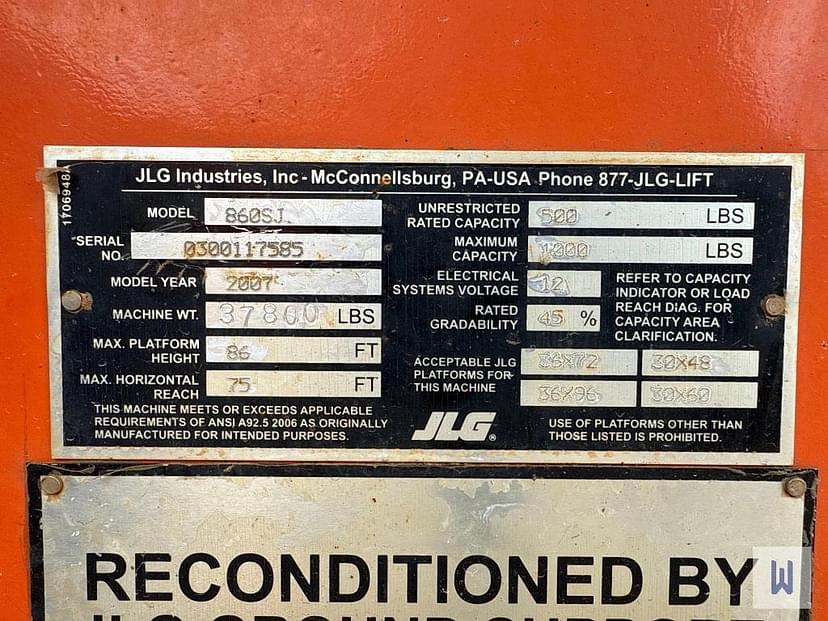 JLG Industries, Inc - McConnellsburg, PA-USA Phone 877-JLG-LIFT
1706948A
MODEL 860SJ
SERIAL NO. 0300117585
MODEL YEAR 2007
MACHINE WT. 37800 LBS
MAX. PLATFORM HEIGHT 86 FT
MAX. HORIZONTAL REACH 75 FT
THIS MACHINE MEETS OR EXCEEDS APPLICABLE
REQUIREMENTS OF ANSI A92.5 2006 AS ORIGINALLY
MANUFACTURED FOR INTENDED PURPOSES.
UNRESTRICTED RATED CAPACITY 500 LBS
MAXIMUM CAPACITY 1000 LBS
ELECTRICAL SYSTEMS VOLTAGE 12
RATED GRADABILITY 45 %
REFER TO CAPACITY
INDICATOR OR LOAD
REACH DIAG. FOR
CAPACITY AREA
CLARIFICATION.
ACCEPTABLE JLG
PLATFORMS FOR
THIS MACHINE
36X72 30X48
36X96 30X60
JLG®
USE OF PLATFORMS OTHER THAN
THOSE LISTED IS PROHIBITED.
RECONDITIONED BY
JLG GROUND SUPPORT
W